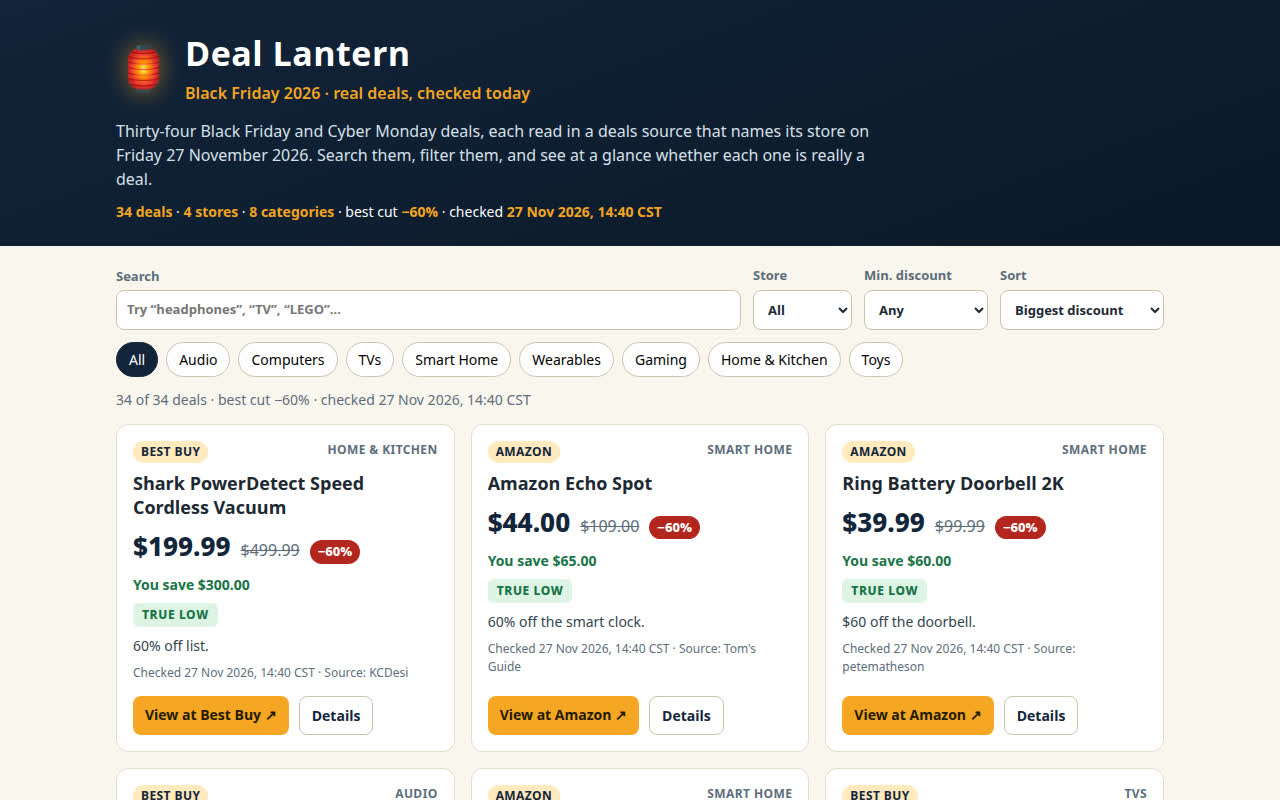 Deal Lantern
Black Friday 2026 · real deals, checked today
Thirty-four Black Friday and Cyber Monday deals, each read in a deals source that names its store on
Friday 27 November 2026. Search them, filter them, and see at a glance whether each one is really a
deal.
34 deals · 4 stores · 8 categories · best cut −60% · checked 27 Nov 2026, 14:40 CST
Search
Store
Min. discount
Sort
Try “headphones”, “TV”, “LEGO”…
All
Any
Biggest discount
All
Audio
Computers
TVs
Smart Home
Wearables
Gaming
Home & Kitchen
Toys
34 of 34 deals · best cut −60% · checked 27 Nov 2026, 14:40 CST
BEST BUY
HOME & KITCHEN
Shark PowerDetect Speed
Cordless Vacuum
$199.99 $499.99 −60%
You save $300.00
TRUE LOW
60% off list.
Checked 27 Nov 2026, 14:40 CST · Source: KCDesi
View at Best Buy ↗
Details
AMAZON
SMART HOME
Amazon Echo Spot
$44.00 $109.00 −60%
You save $65.00
TRUE LOW
60% off the smart clock.
Checked 27 Nov 2026, 14:40 CST · Source: Tom's
Guide
View at Amazon ↗
Details
AMAZON
SMART HOME
Ring Battery Doorbell 2K
$39.99 $99.99 −60%
You save $60.00
TRUE LOW
$60 off the doorbell.
Checked 27 Nov 2026, 14:40 CST · Source:
petematheson
View at Amazon ↗
Details
BEST BUY
AUDIO
AMAZON
SMART HOME
BEST BUY
TVS